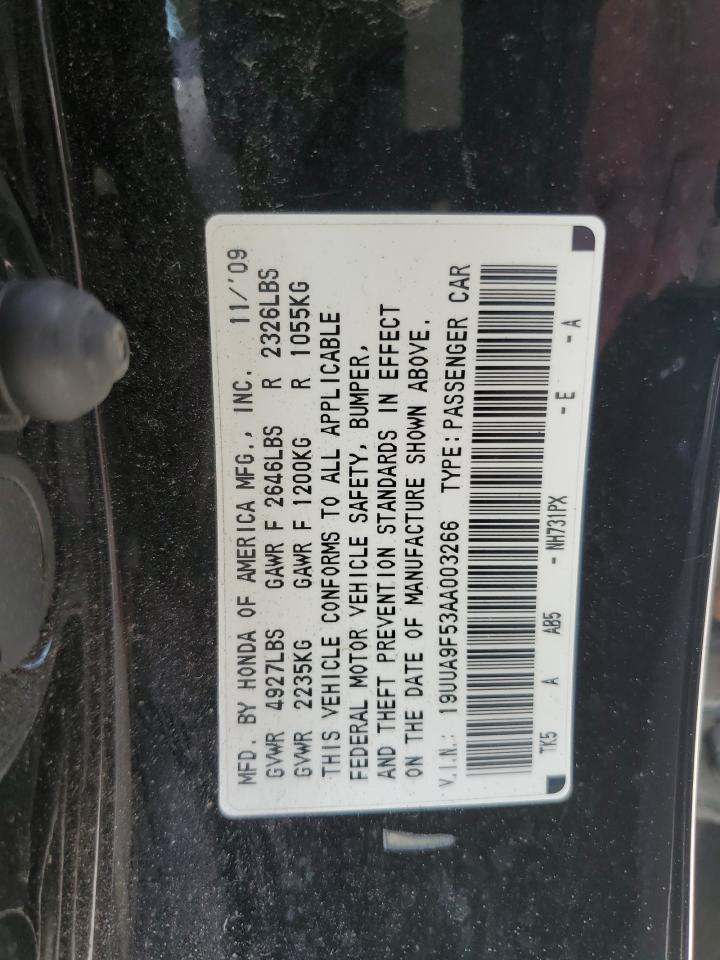 MFD. BY HONDA OF AMERICA MFG., INC. 11/'09
GVWR 4927LBS GAWR F 2646LBS R 2326LBS
GVWR 2235KG GAWR F 1200KG R 1055KG
THIS VEHICLE CONFORMS TO ALL APPLICABLE
FEDERAL MOTOR VEHICLE SAFETY, BUMPER,
AND THEFT PREVENTION STANDARDS IN EFFECT
ON THE DATE OF MANUFACTURE SHOWN ABOVE.
V.I.N.: 19UUA9F53AA003266 TYPE:PASSENGER CAR
TK5 A AB5 - NH731PX - E - A